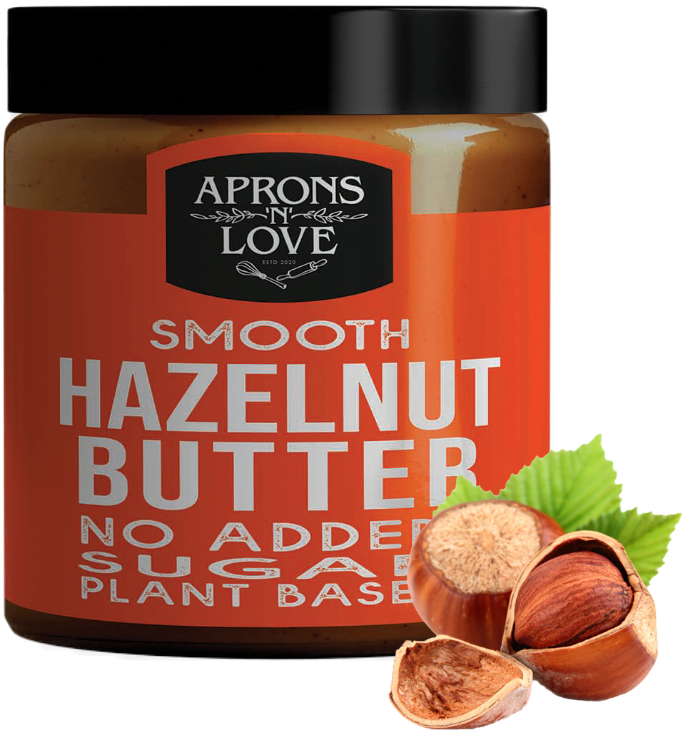 APRONS
'N'
LOVE
ESTD 2020
SMOOTH
HAZELNUT
BUTTER
NO ADDE
SUGA
PLANT BASE